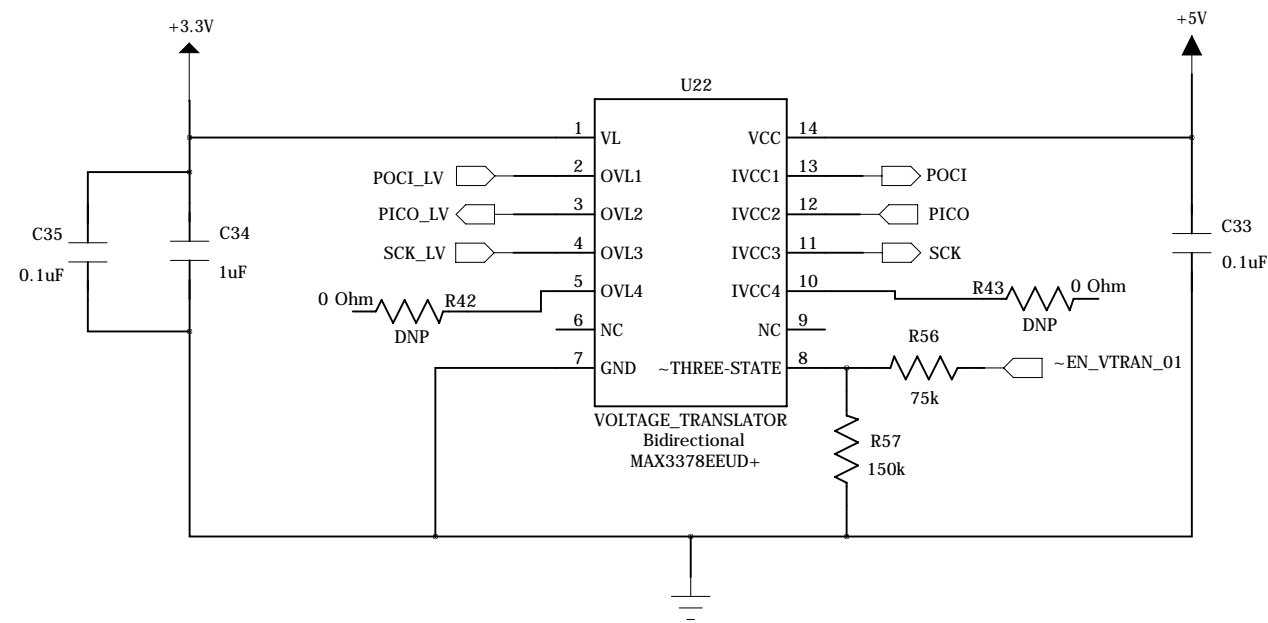 +3.3V
+5V
U22
1 VL VCC 14
POCI_LV 2 OVL1 IVCC1 13 POCI
PICO_LV 3 OVL2 IVCC2 12 PICO
SCK_LV 4 OVL3 IVCC3 11 SCK
5 OVL4 IVCC4 10
0 Ohm R42 DNP
R43 0 Ohm DNP
6 NC NC 9
7 GND ~THREE-STATE 8
R56
75k
~EN_VTRAN_01
C35
0.1uF
C34
1uF
C33
0.1uF
VOLTAGE_TRANSLATOR
Bidirectional
MAX3378EEUD+
R57
150k